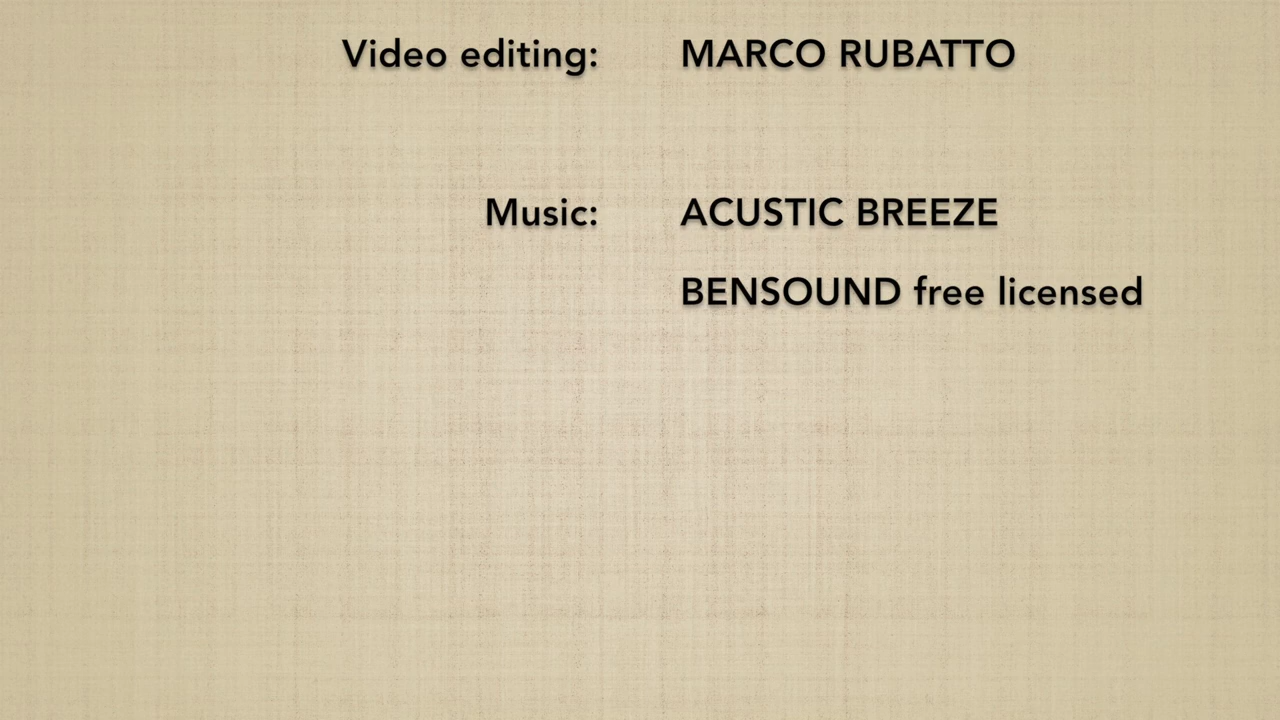 Video editing: MARCO RUBATTO
Music: ACUSTIC BREEZE
BENSOUND free licensed